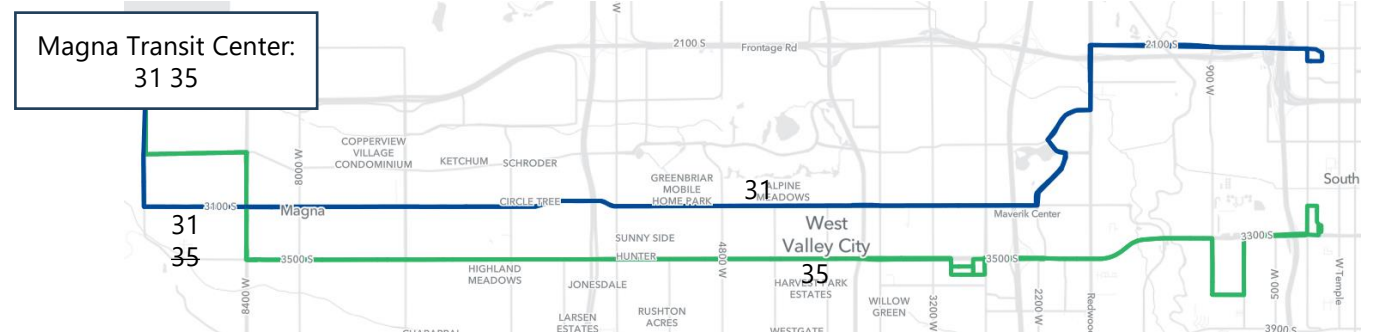 Magna Transit Center:
31 35
2100 S
Frontage Rd
2100 S
900 W
COPPERVIEW
VILLAGE
CONDOMINIUM
KETCHUM
SCHRODER
8000 W
GREENBRIAR
MOBILE
HOME PARK
31
ALPINE
MEADOWS
South
3100 S
Magna
CIRCLE TREE
Maverik Center
31
35
West
Valley City
SUNNY SIDE
HUNTER
4800 W
3300 S
3500 S
3500 S
35
HIGHLAND
MEADOWS
JONESDALE
HARVEST PARK
ESTATES
WILLOW
GREEN
8400 W
3200 W
2200 W
Redwood
500 W
W Temple
LARSEN
ESTATES
RUSHTON
ACRES
WESTGATE
3900 S